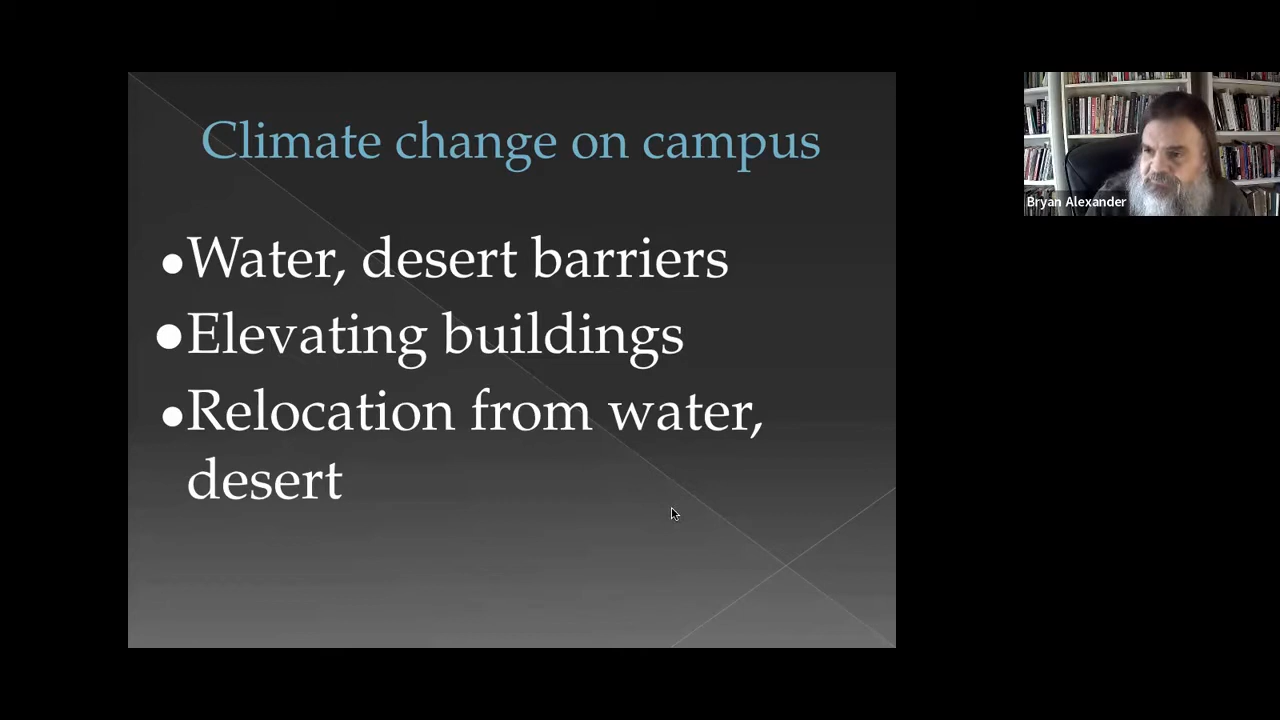 Climate change on campus
•Water, desert barriers
•Elevating buildings
•Relocation from water,
desert
Bryan Alexander